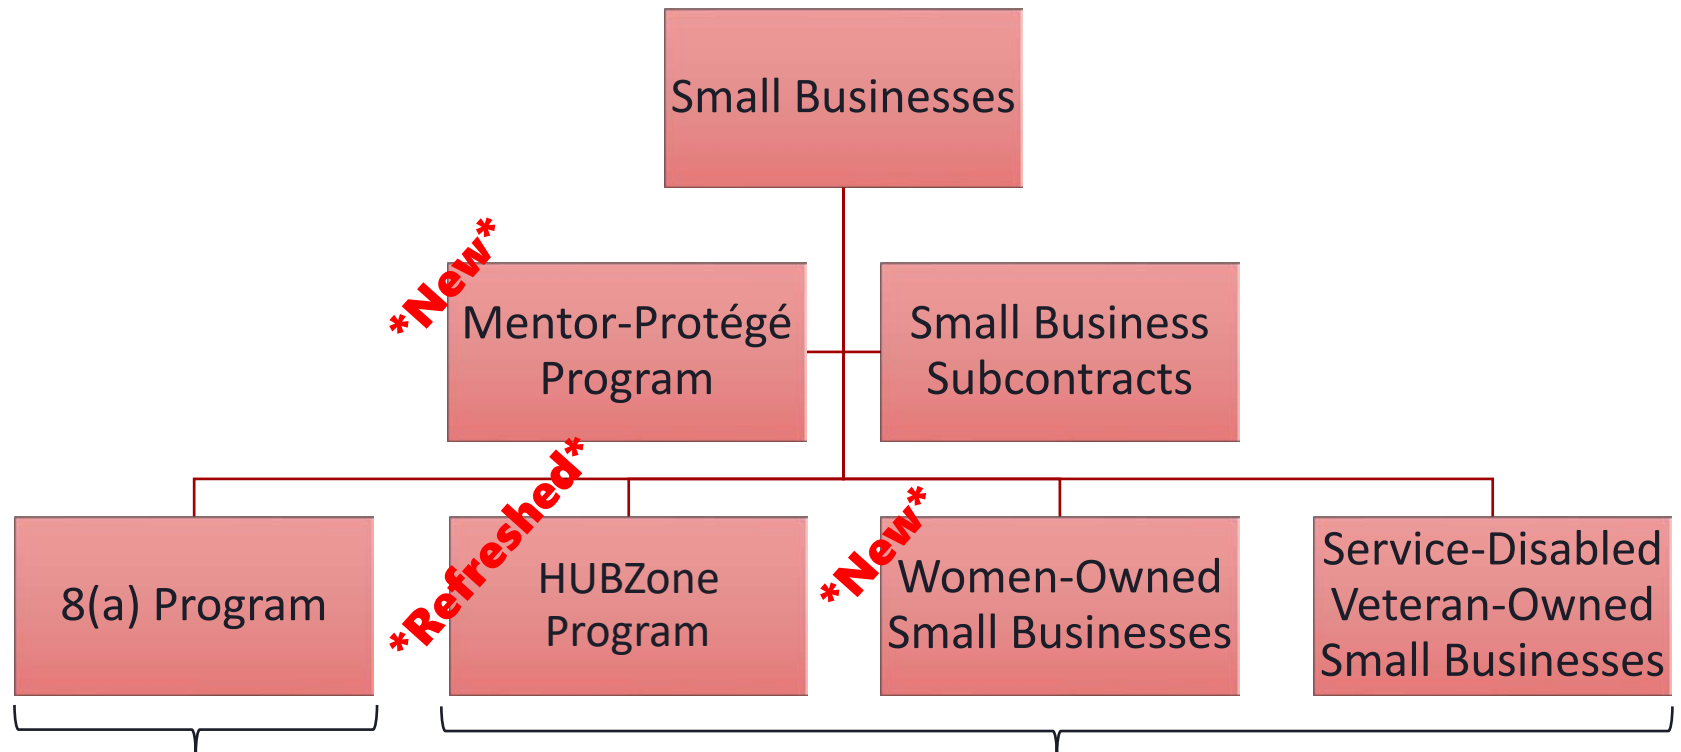 Small Businesses
*New*
Mentor-Protégé
Program
Small Business
Subcontracts
8(a) Program
*Refreshed*
HUBZone
Program
*New*
Women-Owned
Small Businesses
Service-Disabled
Veteran-Owned
Small Businesses